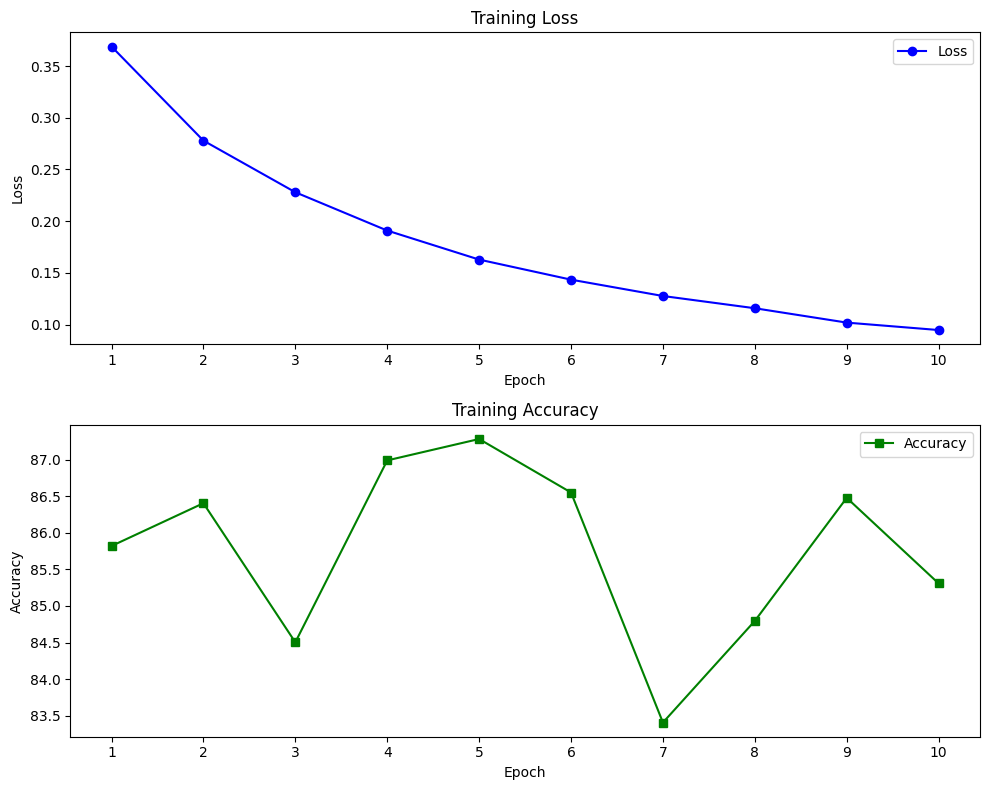 Training Loss
Loss
0.35
0.30
0.25
0.20
0.15
0.10
Loss
1 2 3 4 5 6 7 8 9 10
Epoch
Training Accuracy
Accuracy
87.0
86.5
86.0
85.5
85.0
84.5
84.0
83.5
Accuracy
1 2 3 4 5 6 7 8 9 10
Epoch